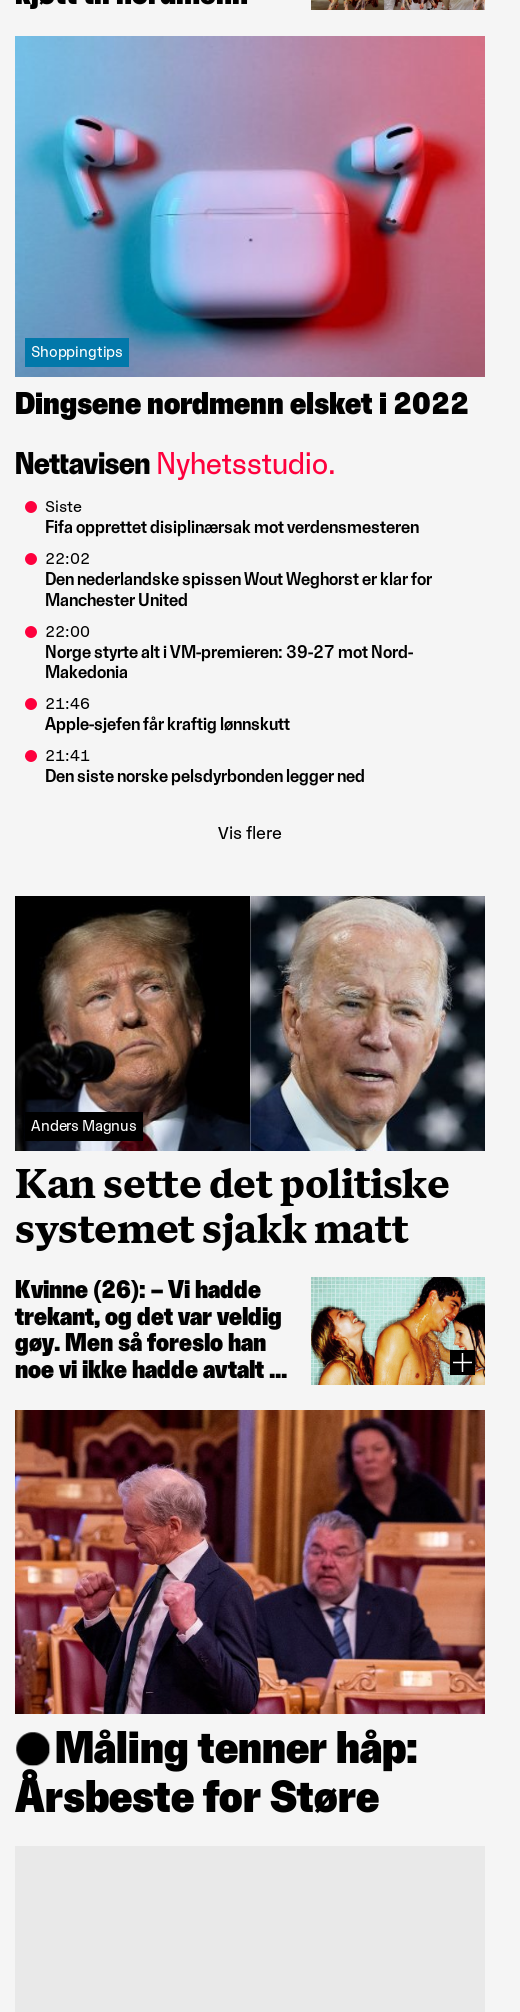 Shoppingtips
Dingsene nordmenn elsket i 2022
Nettavisen Nyhetsstudio.
Siste
Fifa opprettet disiplinærsak mot verdensmesteren
22:02
Den nederlandske spissen Wout Weghorst er klar for
Manchester United
22:00
Norge styrte alt i VM-premieren: 39-27 mot Nord-
Makedonia
21:46
Apple-sjefen får kraftig lønnskutt
21:41
Den siste norske pelsdyrbonden legger ned
Vis flere
Anders Magnus
Kan sette det politiske
systemet sjakk matt
Kvinne (26): – Vi hadde
trekant, og det var veldig
gøy. Men så foreslo han
noe vi ikke hadde avtalt ...
Måling tenner håp:
Årsbeste for Støre